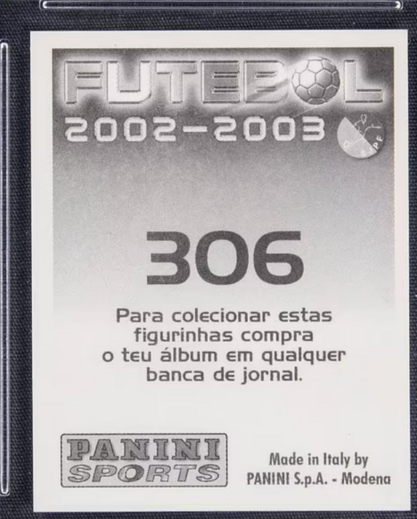 FUTEBOL
2002-2003
306
Para colecionar estas
figurinhas compra
o teu álbum em qualquer
banca de jornal.
PANINI
SPORTS
Made in Italy by
PANINI S.p.A. - Modena